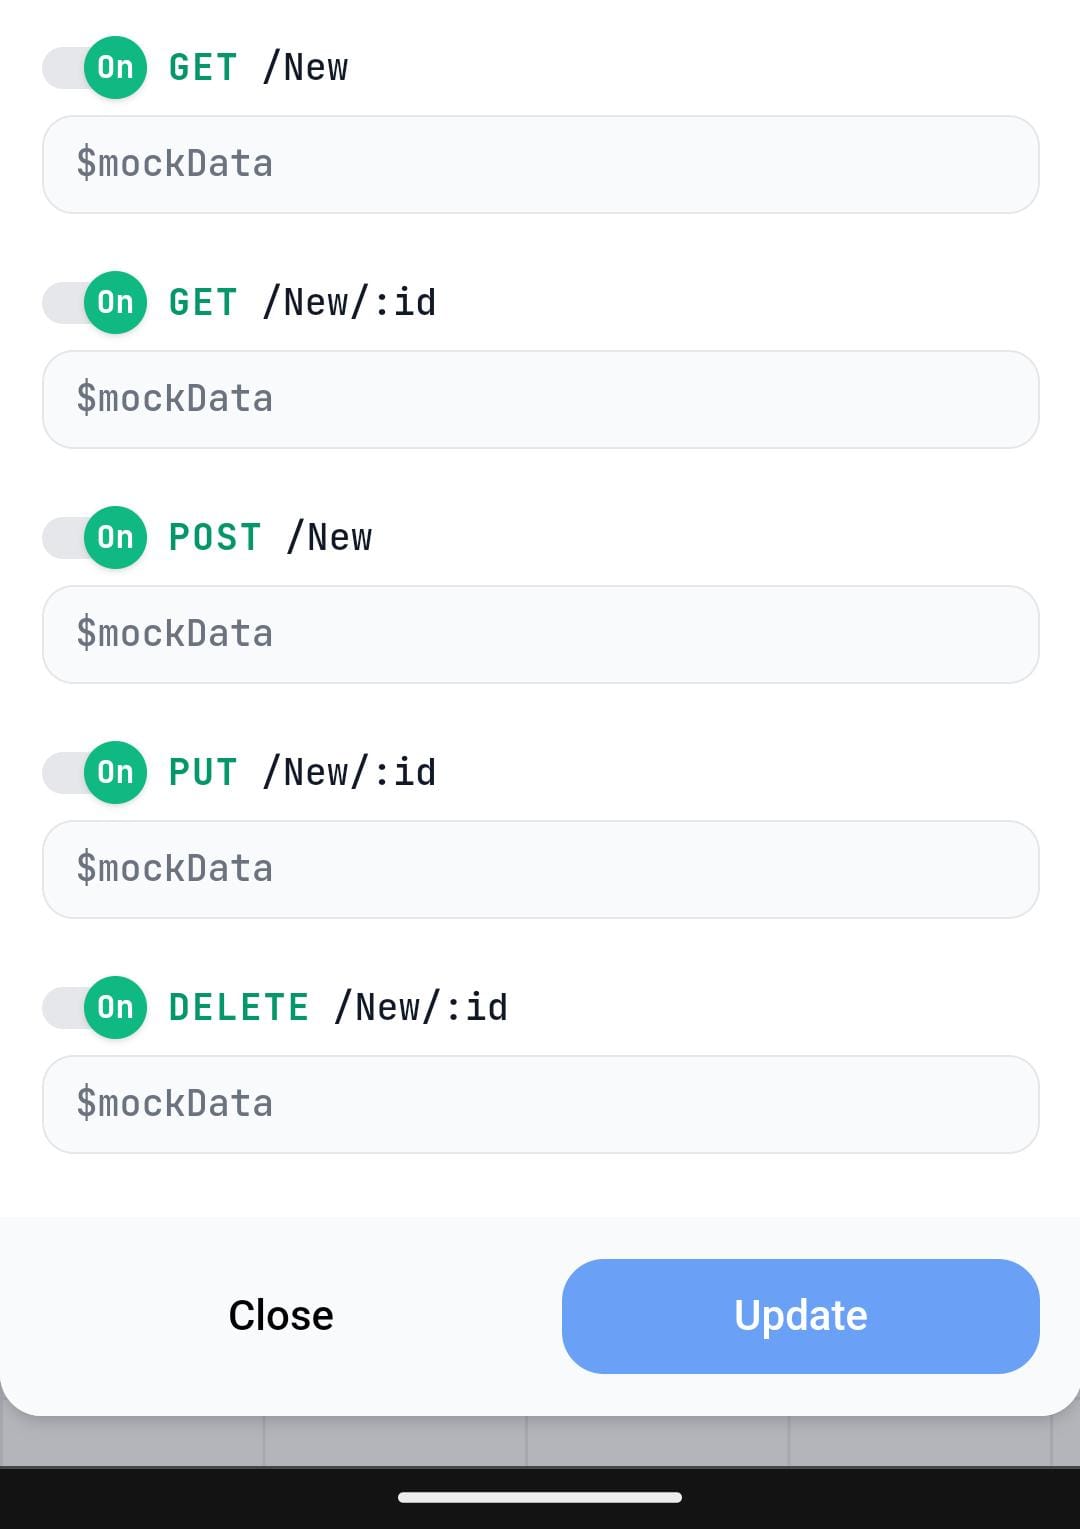 On GET /New
$mockData
On GET /New/:id
$mockData
On POST /New
$mockData
On PUT /New/:id
$mockData
On DELETE /New/:id
$mockData
Close Update